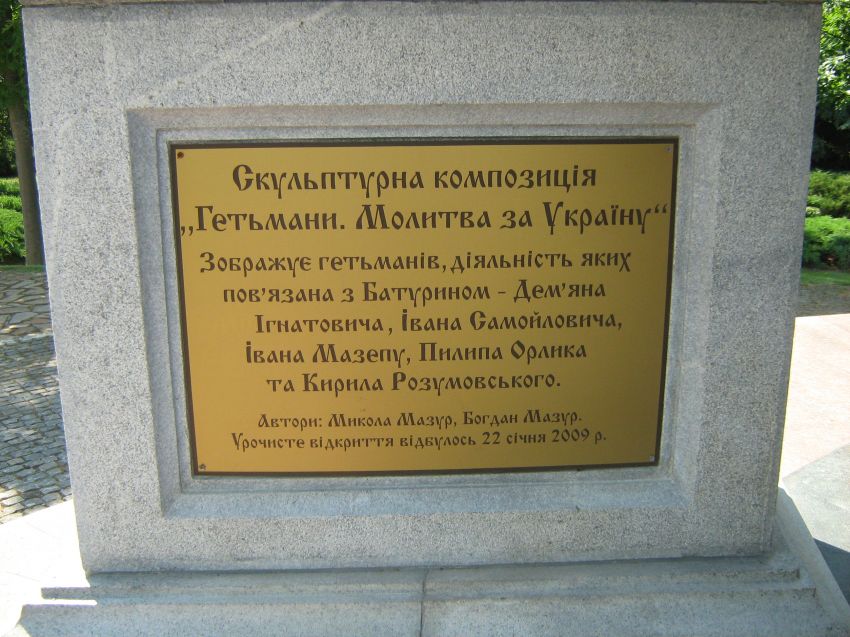 Скульптурна композиція
„Гетьмани. Молитва за Україну“
Зображує гетьманів, діяльність яких
пов'язана з Батурином - Дем'яна
Ігнатовича, Івана Самойловича,
Івана Мазепу, Пилипа Орлика
та Кирила Розумовського.
Автори: Микола Мазур, Богдан Мазур.
Урочисте відкриття відбулось 22 січня 2009 р.